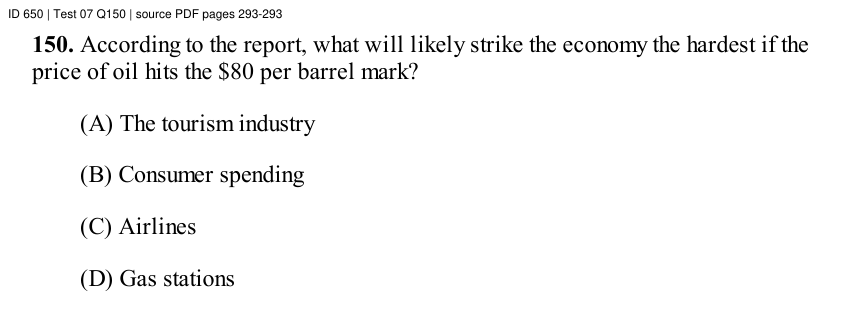 ID 650 | Test 07 Q150 | source PDF pages 293-293
150. According to the report, what will likely strike the economy the hardest if the
price of oil hits the $80 per barrel mark?
(A) The tourism industry
(B) Consumer spending
(C) Airlines
(D) Gas stations